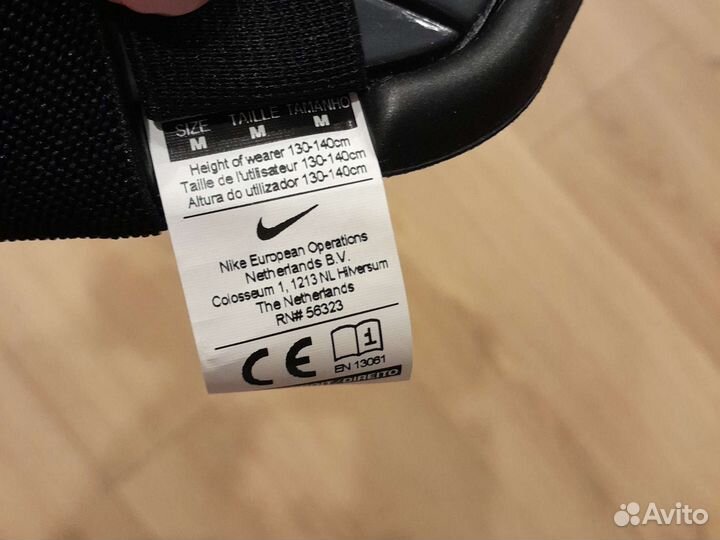 SIZE TAILLE TAMANHO
M M M
Height of wearer 130-140cm
Taille de l'utilisateur 130-140cm
Altura do utilizador 130-140cm
Nike European Operations
Netherlands B.V.
Colosseum 1, 1213 NL Hilversum
The Netherlands
RN# 56323
CE i
EN 13061
/DIREITO
Avito